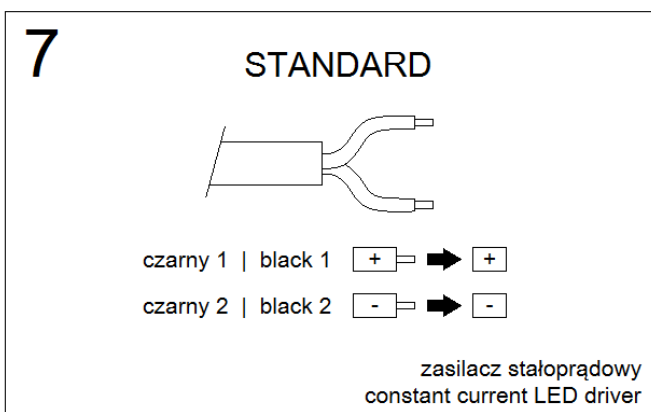 7
STANDARD
czarny 1 | black 1 + +
czarny 2 | black 2 - -
zasilacz stałoprądowy
constant current LED driver